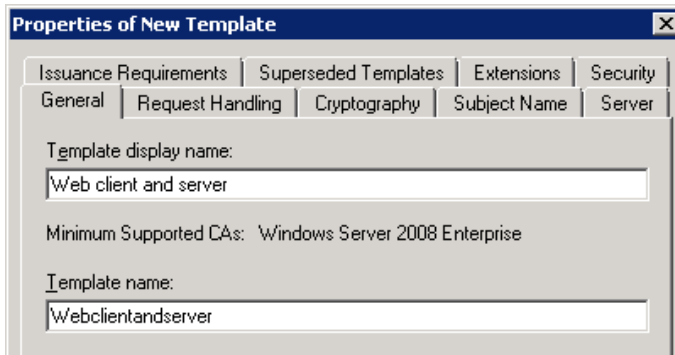 Properties of New Template
Issuance Requirements Superseded Templates Extensions Security
General Request Handling Cryptography Subject Name Server
Template display name:
Web client and server
Minimum Supported CAs: Windows Server 2008 Enterprise
Template name:
Webclientandserver